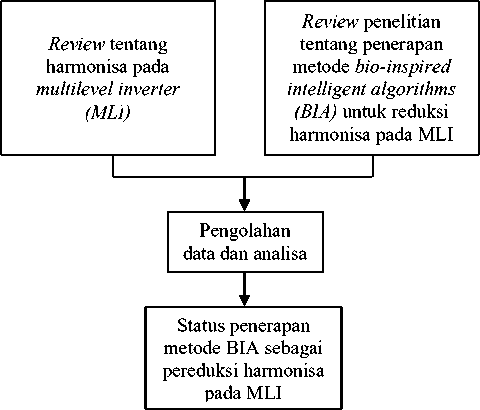 Review tentang
harmonisa pada
multilevel inverter
(MLi)
Review penelitian
tentang penerapan
metode bio-inspired
intelligent algorithms
(BIA) untuk reduksi
harmonisa pada MLI
Pengolahan
data dan analisa
Status penerapan
metode BIA sebagai
pereduksi harmonisa
pada MLI